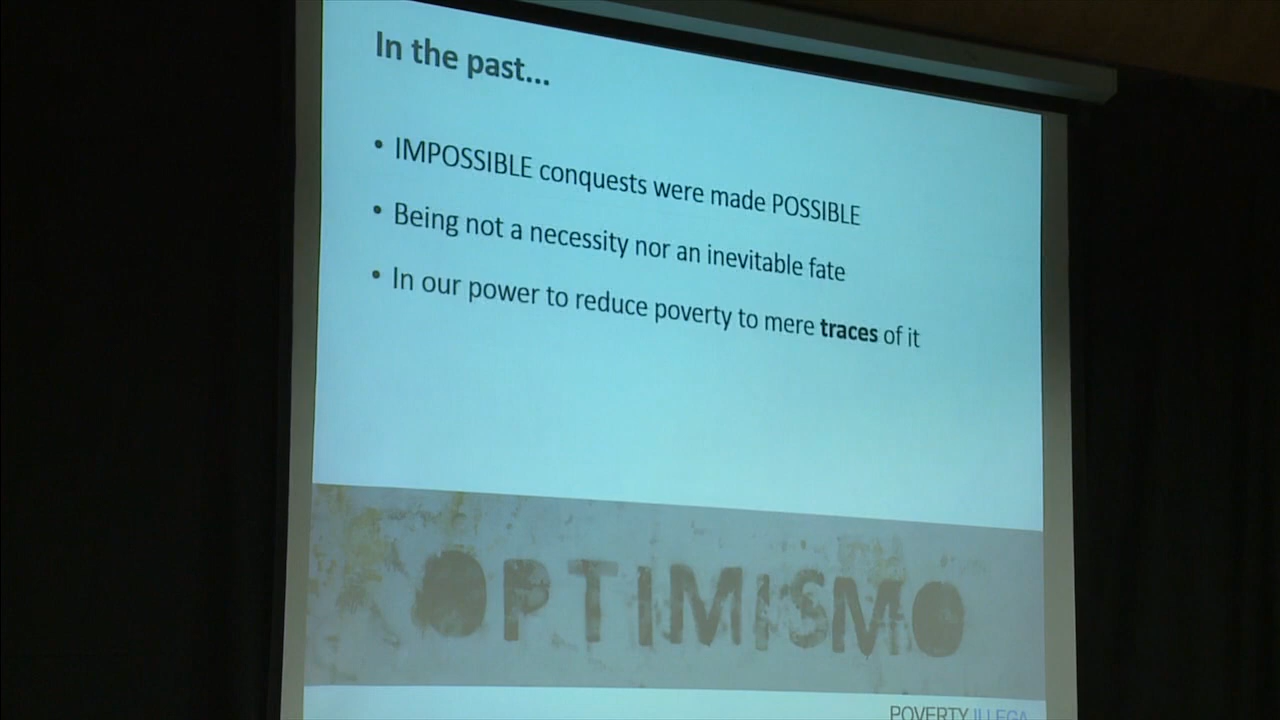 In the past...
• IMPOSSIBLE conquests were made POSSIBLE
• Being not a necessity nor an inevitable fate
• In our power to reduce poverty to mere traces of it
OPTIMISMO
POVERTY ILLEGA